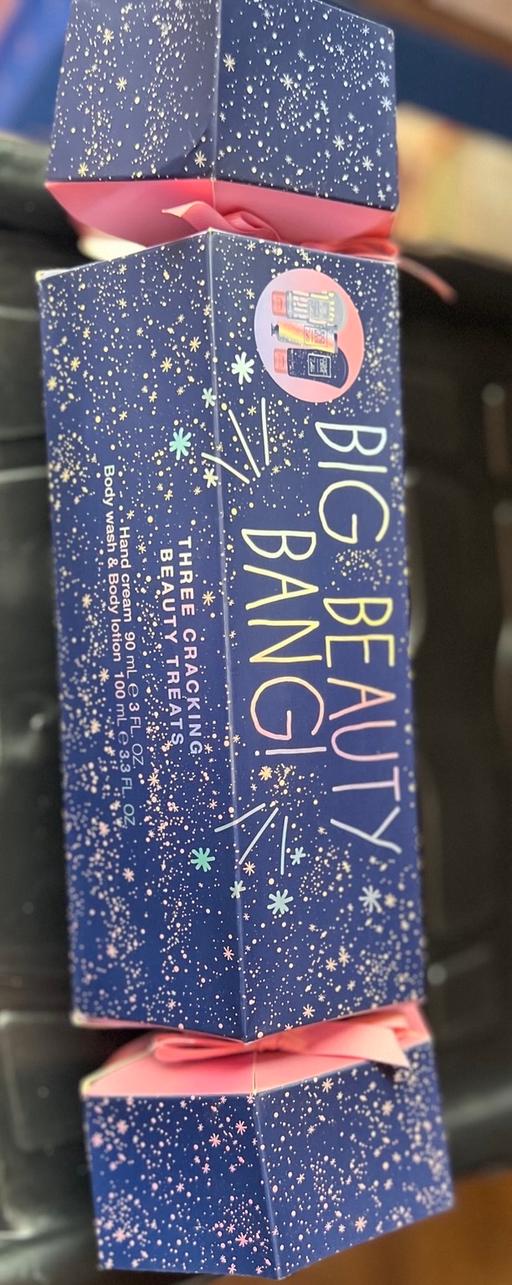 BIG BEAUTY
BANG!
THREE CRACKING
BEAUTY TREATS
Hand cream 90 mL e 3 FL. OZ.
Body wash & Body lotion 100 mL e 3.3 FL. OZ